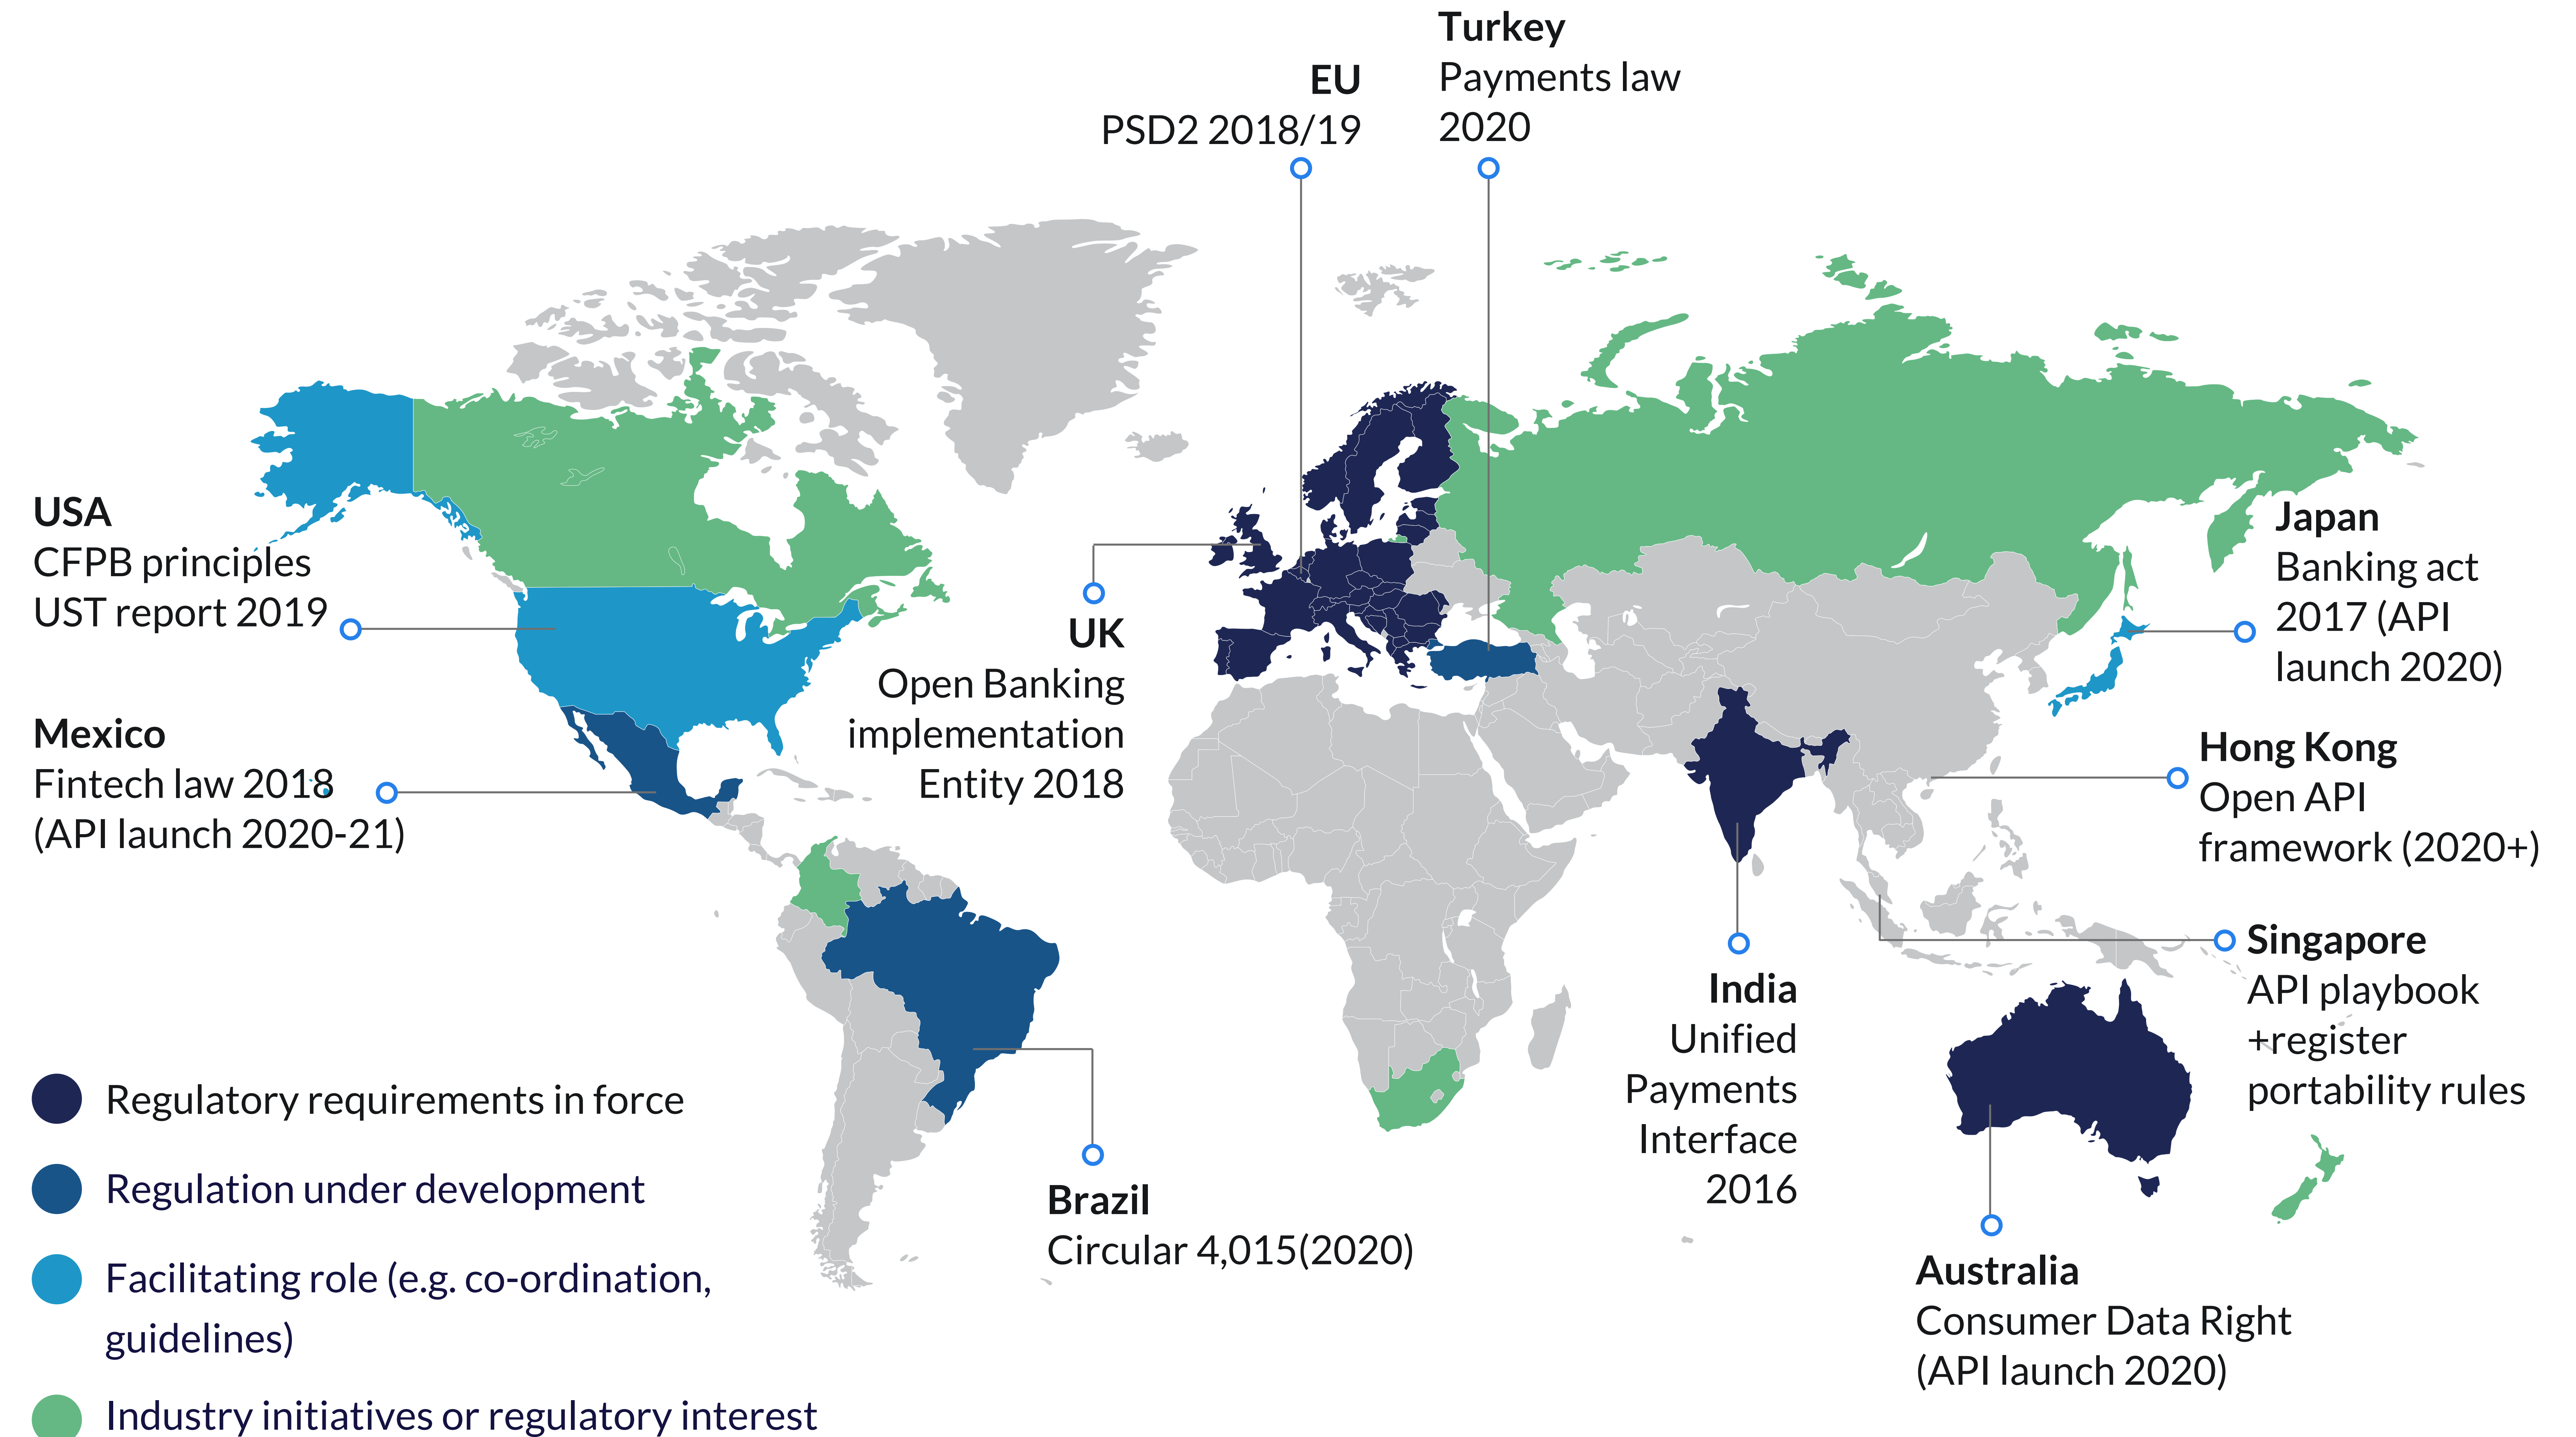 Turkey
Payments law
2020
EU
PSD2 2018/19
USA
CFPB principles
UST report 2019
Mexico
Fintech law 2018
(API launch 2020-21)
UK
Open Banking
implementation
Entity 2018
Japan
Banking act
2017 (API
launch 2020)
Hong Kong
Open API
framework (2020+)
Singapore
API playbook
+register
portability rules
India
Unified
Payments
Interface
2016
Brazil
Circular 4,015(2020)
Australia
Consumer Data Right
(API launch 2020)
Regulatory requirements in force
Regulation under development
Facilitating role (e.g. co-ordination,
guidelines)
Industry initiatives or regulatory interest